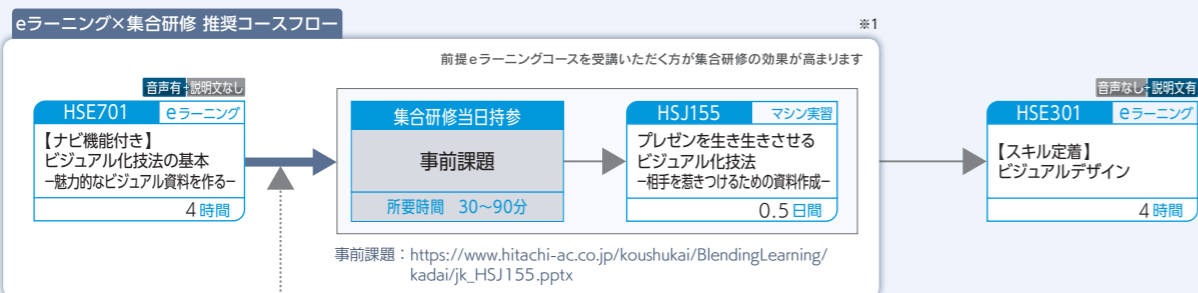 eラーニング×集合研修 推奨コースフロー
※1
前提eラーニングコースを受講いただく方が集合研修の効果が高まります
音声有 説明文なし
HSE701 eラーニング
【ナビ機能付き】
ビジュアル化技法の基本
−魅力的なビジュアル資料を作る−
4時間
集合研修当日持参
事前課題
所要時間 30〜90分
HSJ155 マシン実習
プレゼンを生き生きさせる
ビジュアル化技法
−相手を惹きつけるための資料作成−
0.5日間
事前課題：https://www.hitachi-ac.co.jp/koushukai/BlendingLearning/
kadai/jk_HSJ155.pptx
音声なし 説明文有
HSE301 eラーニング
【スキル定着】
ビジュアルデザイン
4時間